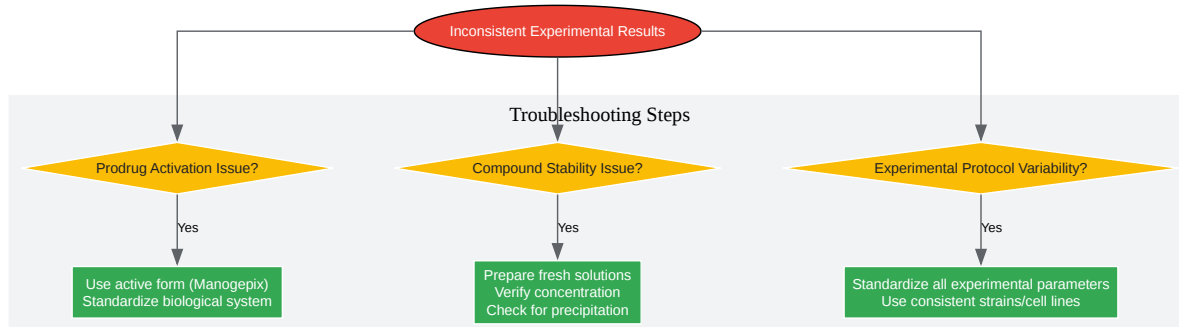 Inconsistent Experimental Results
Troubleshooting Steps
Prodrug Activation Issue?
Compound Stability Issue?
Experimental Protocol Variability?
Yes
Yes
Yes
Use active form (Manogepix)
Standardize biological system
Prepare fresh solutions
Verify concentration
Check for precipitation
Standardize all experimental parameters
Use consistent strains/cell lines